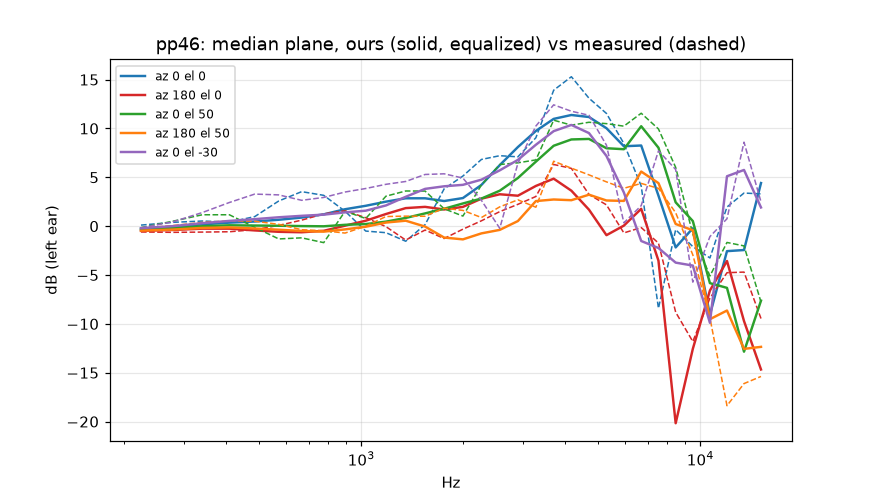 pp46: median plane, ours (solid, equalized) vs measured (dashed)
az 0 el 0
az 180 el 0
az 0 el 50
az 180 el 50
az 0 el -30
dB (left ear)
15
10
5
0
−5
−10
−15
−20
10³
10⁴
Hz